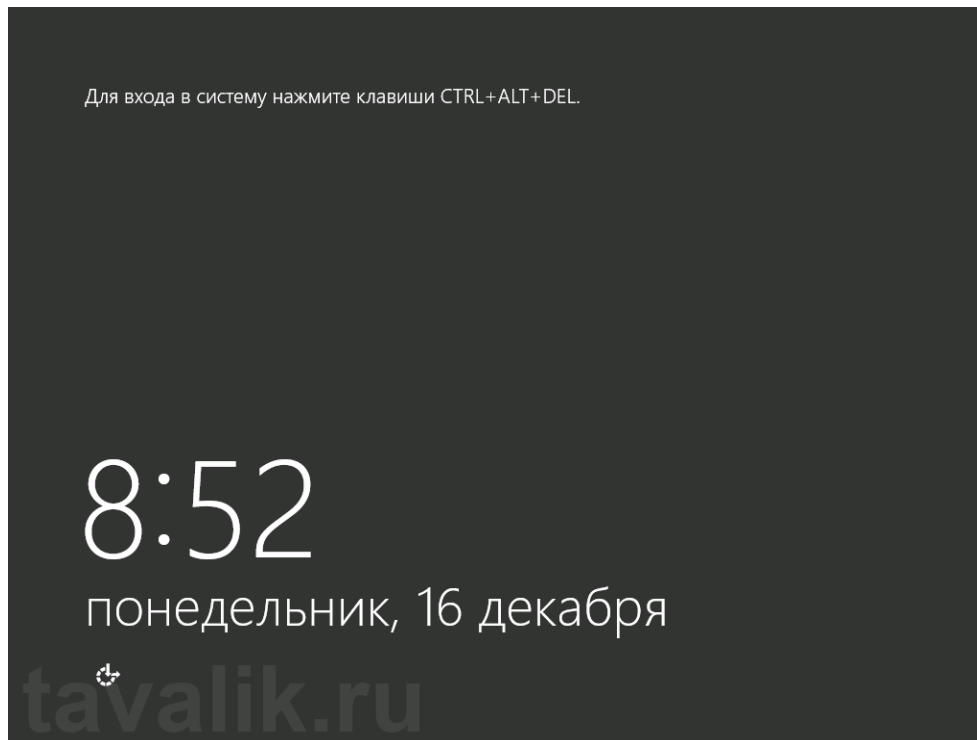 Для входа в систему нажмите клавиши CTRL+ALT+DEL.
8:52
понедельник, 16 декабря
tavalik.ru